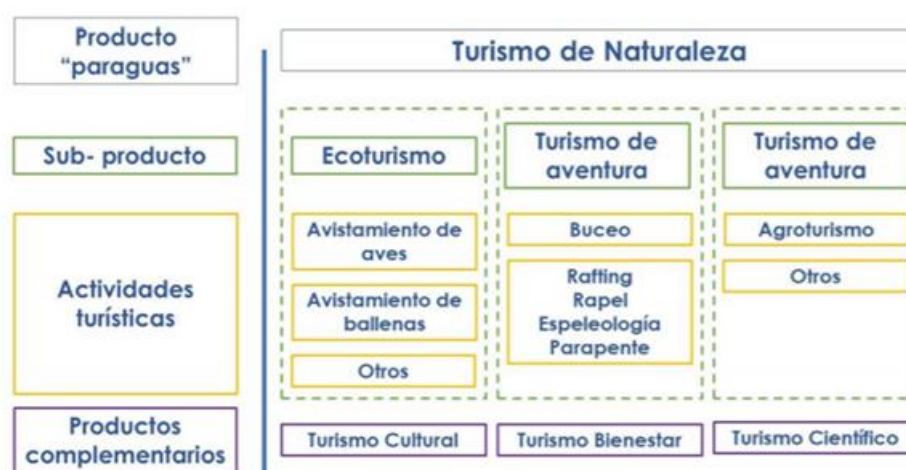 Producto
“paraguas”
Turismo de Naturaleza
Sub- producto
Ecoturismo
Turismo de
aventura
Turismo de
aventura
Actividades
turísticas
Avistamiento de
aves
Avistamiento de
ballenas
Otros
Buceo
Rafting
Rapel
Espeleología
Parapente
Agroturismo
Otros
Productos
complementarios
Turismo Cultural
Turismo Bienestar
Turismo Científico